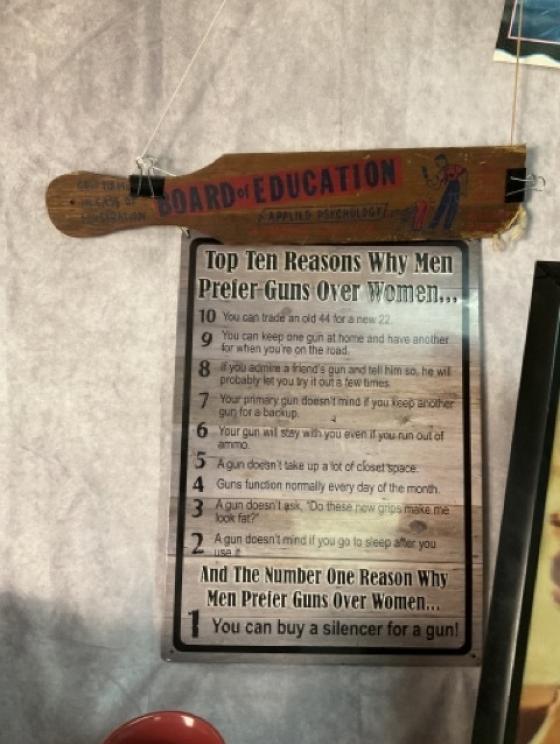 IN CASE OF
BOARD OF EDUCATION
APPLIED PSYCHOLOGY
Top Ten Reasons Why Men
Prefer Guns Over Women...
10 You can trade an old 44 for a new 22.
9 You can keep one gun at home and have another
for when you're on the road.
8 If you admire a friend's gun and tell him so, he will
probably let you try it out a few times.
7 Your primary gun doesn't mind if you keep another
gun for a backup.
6 Your gun will stay with you even if you run out of
ammo.
5 A gun doesn't take up a lot of closet space.
4 Guns function normally every day of the month.
3 A gun doesn't ask, "Do these new grips make me
look fat?"
2 A gun doesn't mind if you go to sleep after you
use it.
And The Number One Reason Why
Men Prefer Guns Over Women...
1 You can buy a silencer for a gun!